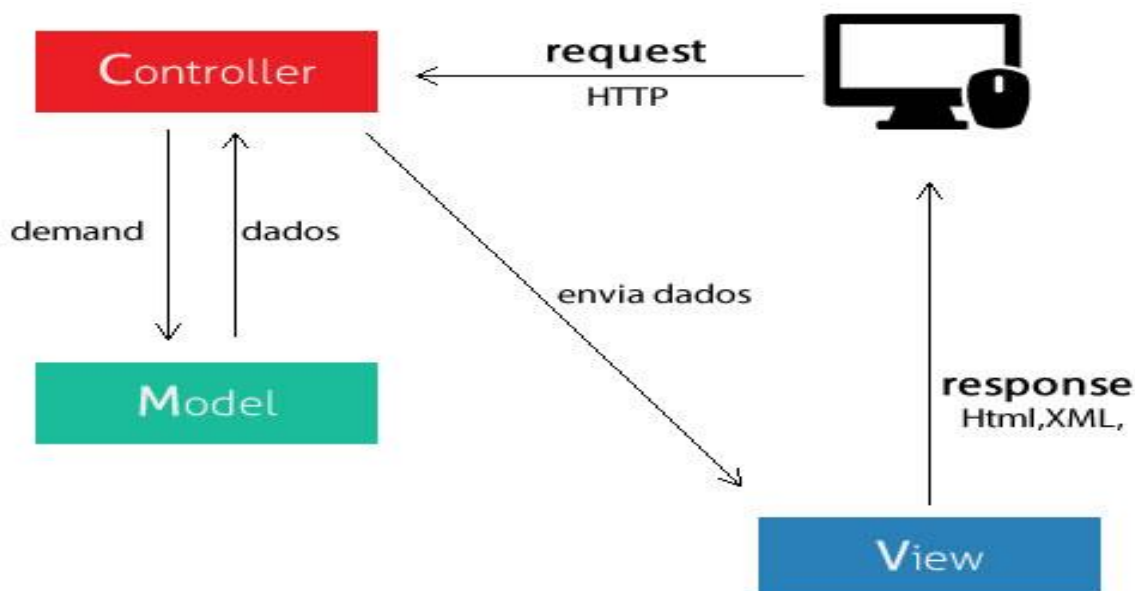 Controller
request
HTTP
demand
dados
envia dados
Model
response
Html,XML,
View